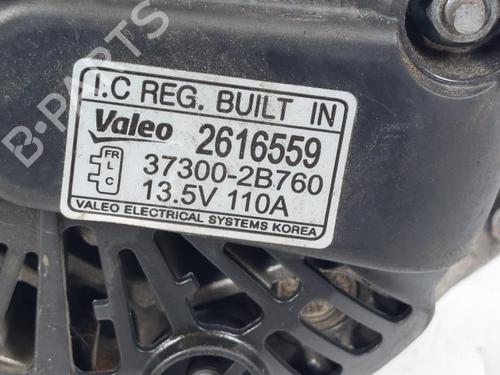 I.C REG. BUILT IN
Valeo 2616559
FR
L
C
37300-2B760
13.5V 110A
VALEO ELECTRICAL SYSTEMS KOREA
B-PARTS